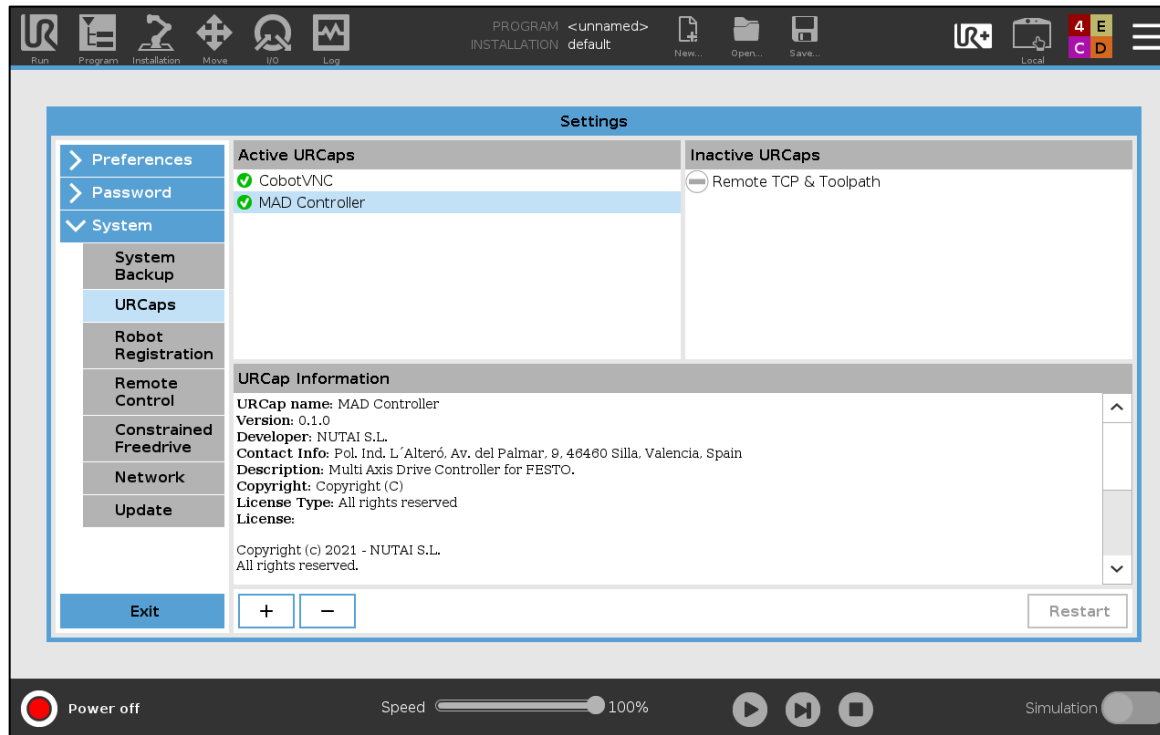 PROGRAM <unnamed>
INSTALLATION default
UR
Run
Program
Installation
Move
I/O
Log
New...
Open...
Save...
UR+
Local
4 E
C D
Settings
Preferences
Password
System
System
Backup
URCaps
Robot
Registration
Remote
Control
Constrained
Freedrive
Network
Update
Exit
Active URCaps
CobotVNC
MAD Controller
Inactive URCaps
Remote TCP & Toolpath
URCap Information
URCap name: MAD Controller
Version: 0.1.0
Developer: NUTAI S.L.
Contact Info: Pol. Ind. L´Alteró, Av. del Palmar, 9, 46460 Silla, Valencia, Spain
Description: Multi Axis Drive Controller for FESTO.
Copyright: Copyright (C)
License Type: All rights reserved
License:
Copyright (c) 2021 - NUTAI S.L.
All rights reserved.
+
−
Restart
Power off
Speed
100%
Simulation